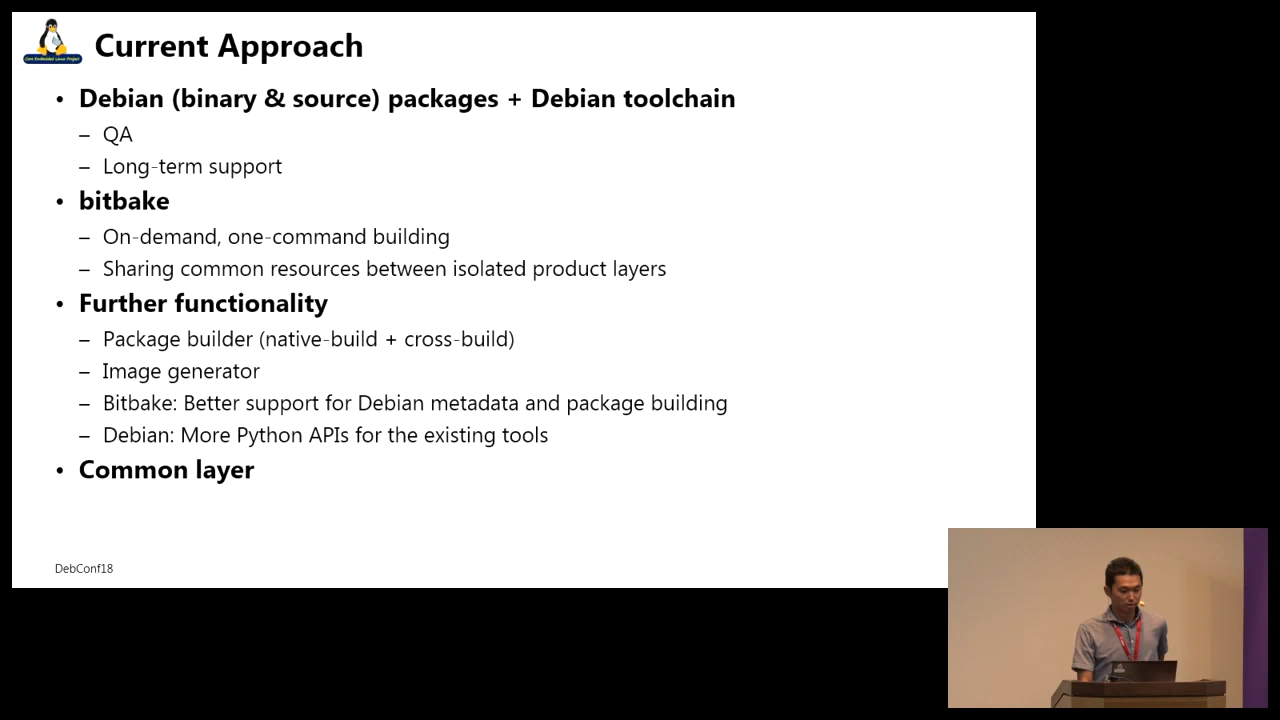 Current Approach
• Debian (binary & source) packages + Debian toolchain
– QA
– Long-term support
• bitbake
– On-demand, one-command building
– Sharing common resources between isolated product layers
• Further functionality
– Package builder (native-build + cross-build)
– Image generator
– Bitbake: Better support for Debian metadata and package building
– Debian: More Python APIs for the existing tools
• Common layer
DebConf18